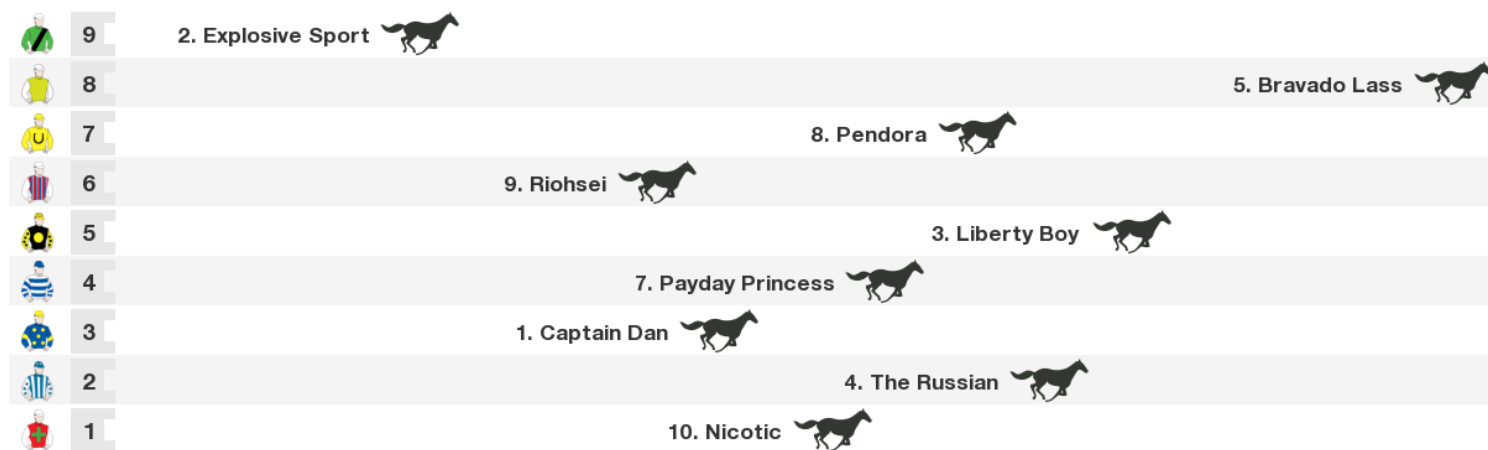 9 2. Explosive Sport
8 5. Bravado Lass
7 8. Pendora
6 9. Riohsei
5 3. Liberty Boy
4 7. Payday Princess
3 1. Captain Dan
2 4. The Russian
1 10. Nicotic